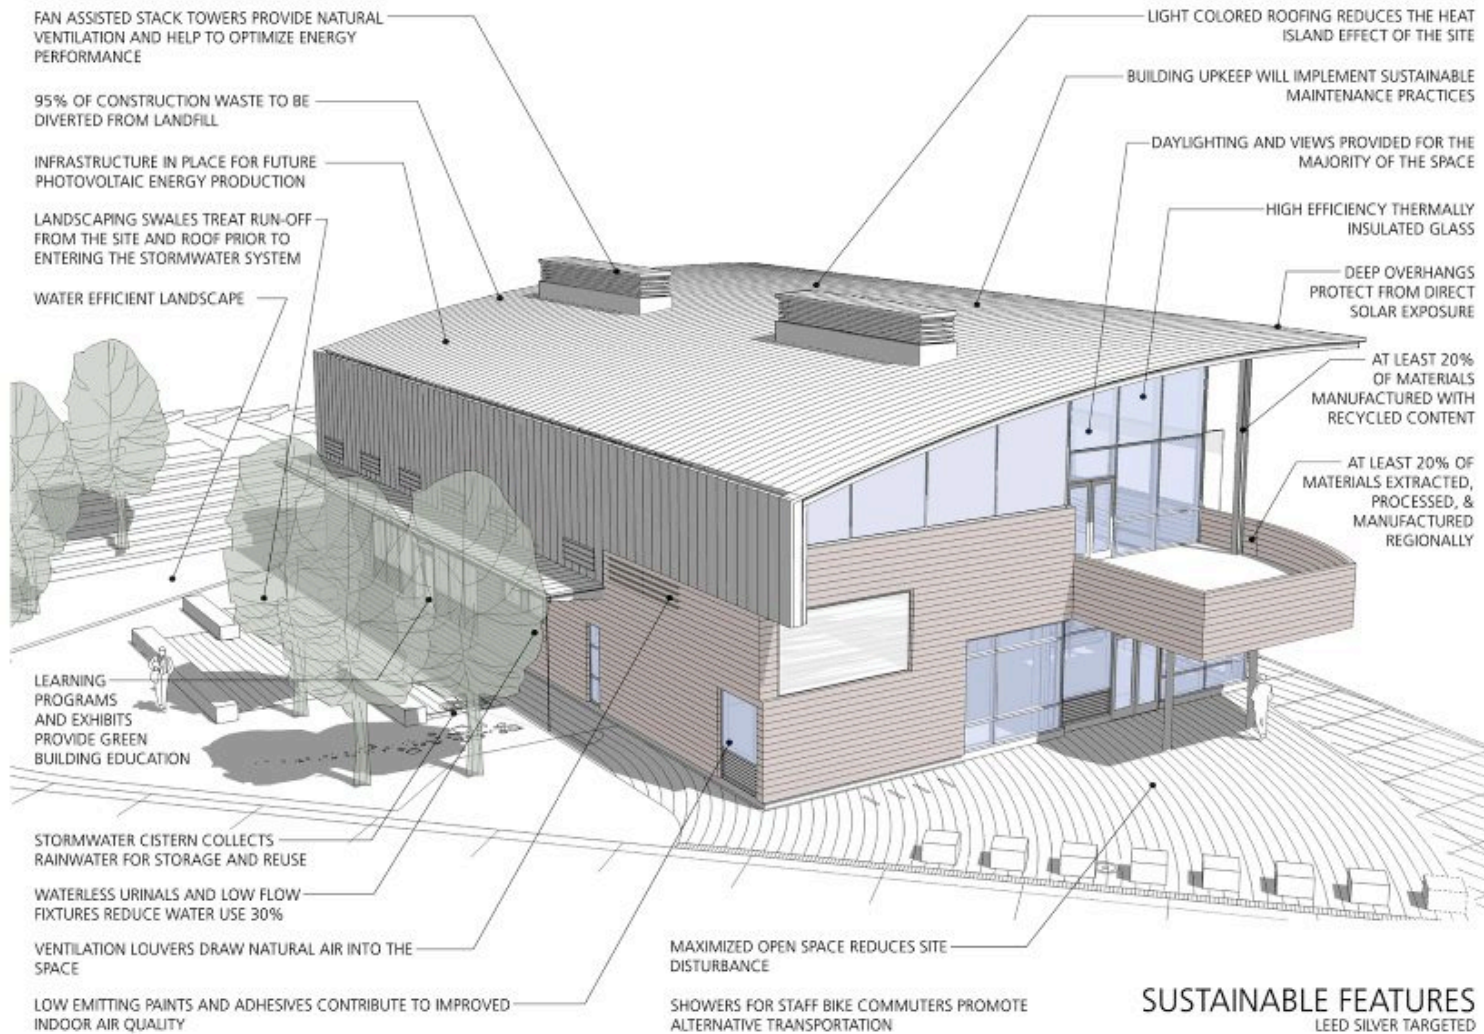 FAN ASSISTED STACK TOWERS PROVIDE NATURAL
VENTILATION AND HELP TO OPTIMIZE ENERGY
PERFORMANCE
95% OF CONSTRUCTION WASTE TO BE
DIVERTED FROM LANDFILL
INFRASTRUCTURE IN PLACE FOR FUTURE
PHOTOVOLTAIC ENERGY PRODUCTION
LANDSCAPING SWALES TREAT RUN-OFF
FROM THE SITE AND ROOF PRIOR TO
ENTERING THE STORMWATER SYSTEM
WATER EFFICIENT LANDSCAPE
LEARNING
PROGRAMS
AND EXHIBITS
PROVIDE GREEN
BUILDING EDUCATION
STORMWATER CISTERN COLLECTS
RAINWATER FOR STORAGE AND REUSE
WATERLESS URINALS AND LOW FLOW
FIXTURES REDUCE WATER USE 30%
VENTILATION LOUVERS DRAW NATURAL AIR INTO THE
SPACE
LOW EMITTING PAINTS AND ADHESIVES CONTRIBUTE TO IMPROVED
INDOOR AIR QUALITY
LIGHT COLORED ROOFING REDUCES THE HEAT
ISLAND EFFECT OF THE SITE
BUILDING UPKEEP WILL IMPLEMENT SUSTAINABLE
MAINTENANCE PRACTICES
DAYLIGHTING AND VIEWS PROVIDED FOR THE
MAJORITY OF THE SPACE
HIGH EFFICIENCY THERMALLY
INSULATED GLASS
DEEP OVERHANGS
PROTECT FROM DIRECT
SOLAR EXPOSURE
AT LEAST 20%
OF MATERIALS
MANUFACTURED WITH
RECYCLED CONTENT
AT LEAST 20% OF
MATERIALS EXTRACTED,
PROCESSED, &
MANUFACTURED
REGIONALLY
MAXIMIZED OPEN SPACE REDUCES SITE
DISTURBANCE
SHOWERS FOR STAFF BIKE COMMUTERS PROMOTE
ALTERNATIVE TRANSPORTATION
SUSTAINABLE FEATURES
LEED SILVER TARGETED